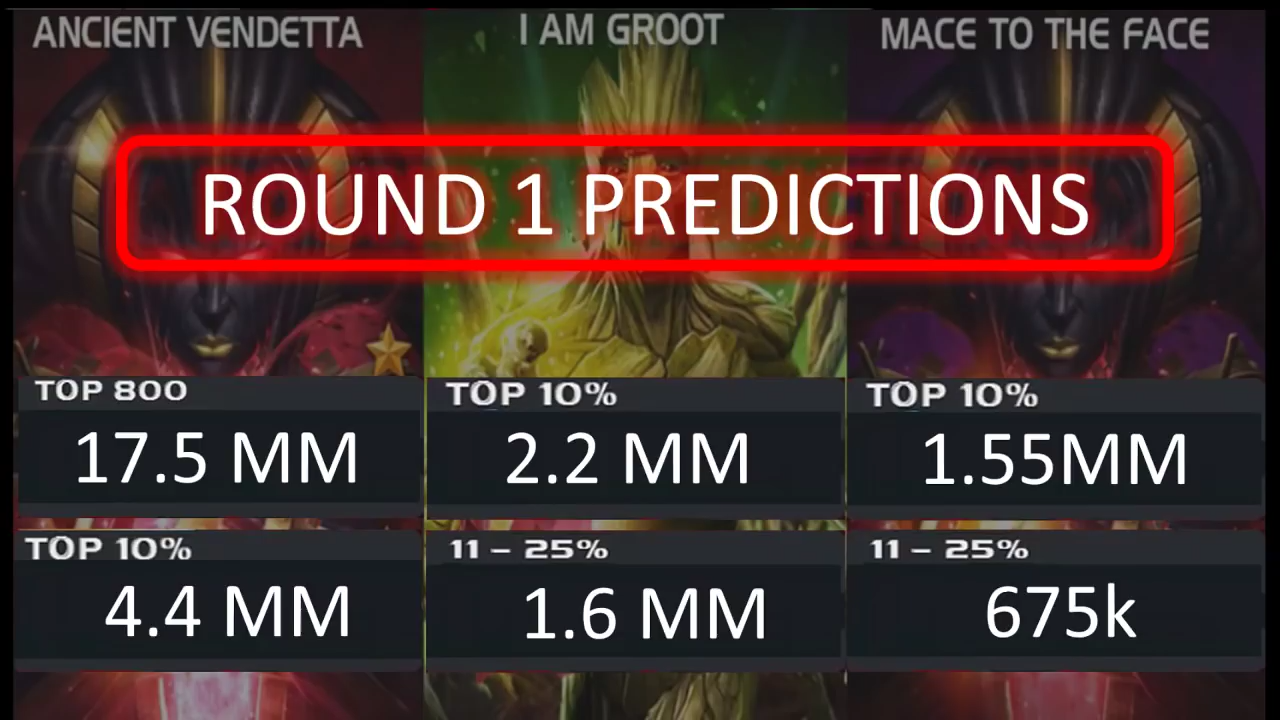 ANCIENT VENDETTA
I AM GROOT
MACE TO THE FACE
ROUND 1 PREDICTIONS
TOP 800
17.5 MM
TOP 10%
4.4 MM
TOP 10%
2.2 MM
11 – 25%
1.6 MM
TOP 10%
1.55MM
11 – 25%
675k